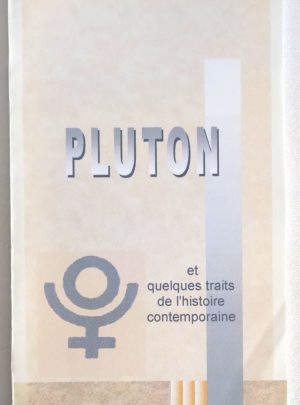 PLUTON
et
quelques traits
de l'histoire
contemporaine